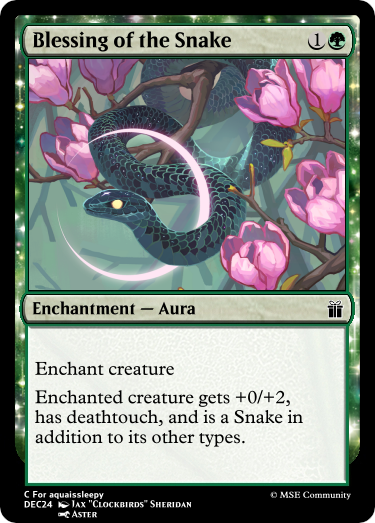 Blessing of the Snake 1
Enchantment — Aura
Enchant creature
Enchanted creature gets +0/+2,
has deathtouch, and is a Snake in
addition to its other types.
C For aquaissleepy
DEC24 Jax "Clockbirds" Sheridan © MSE Community
Aster